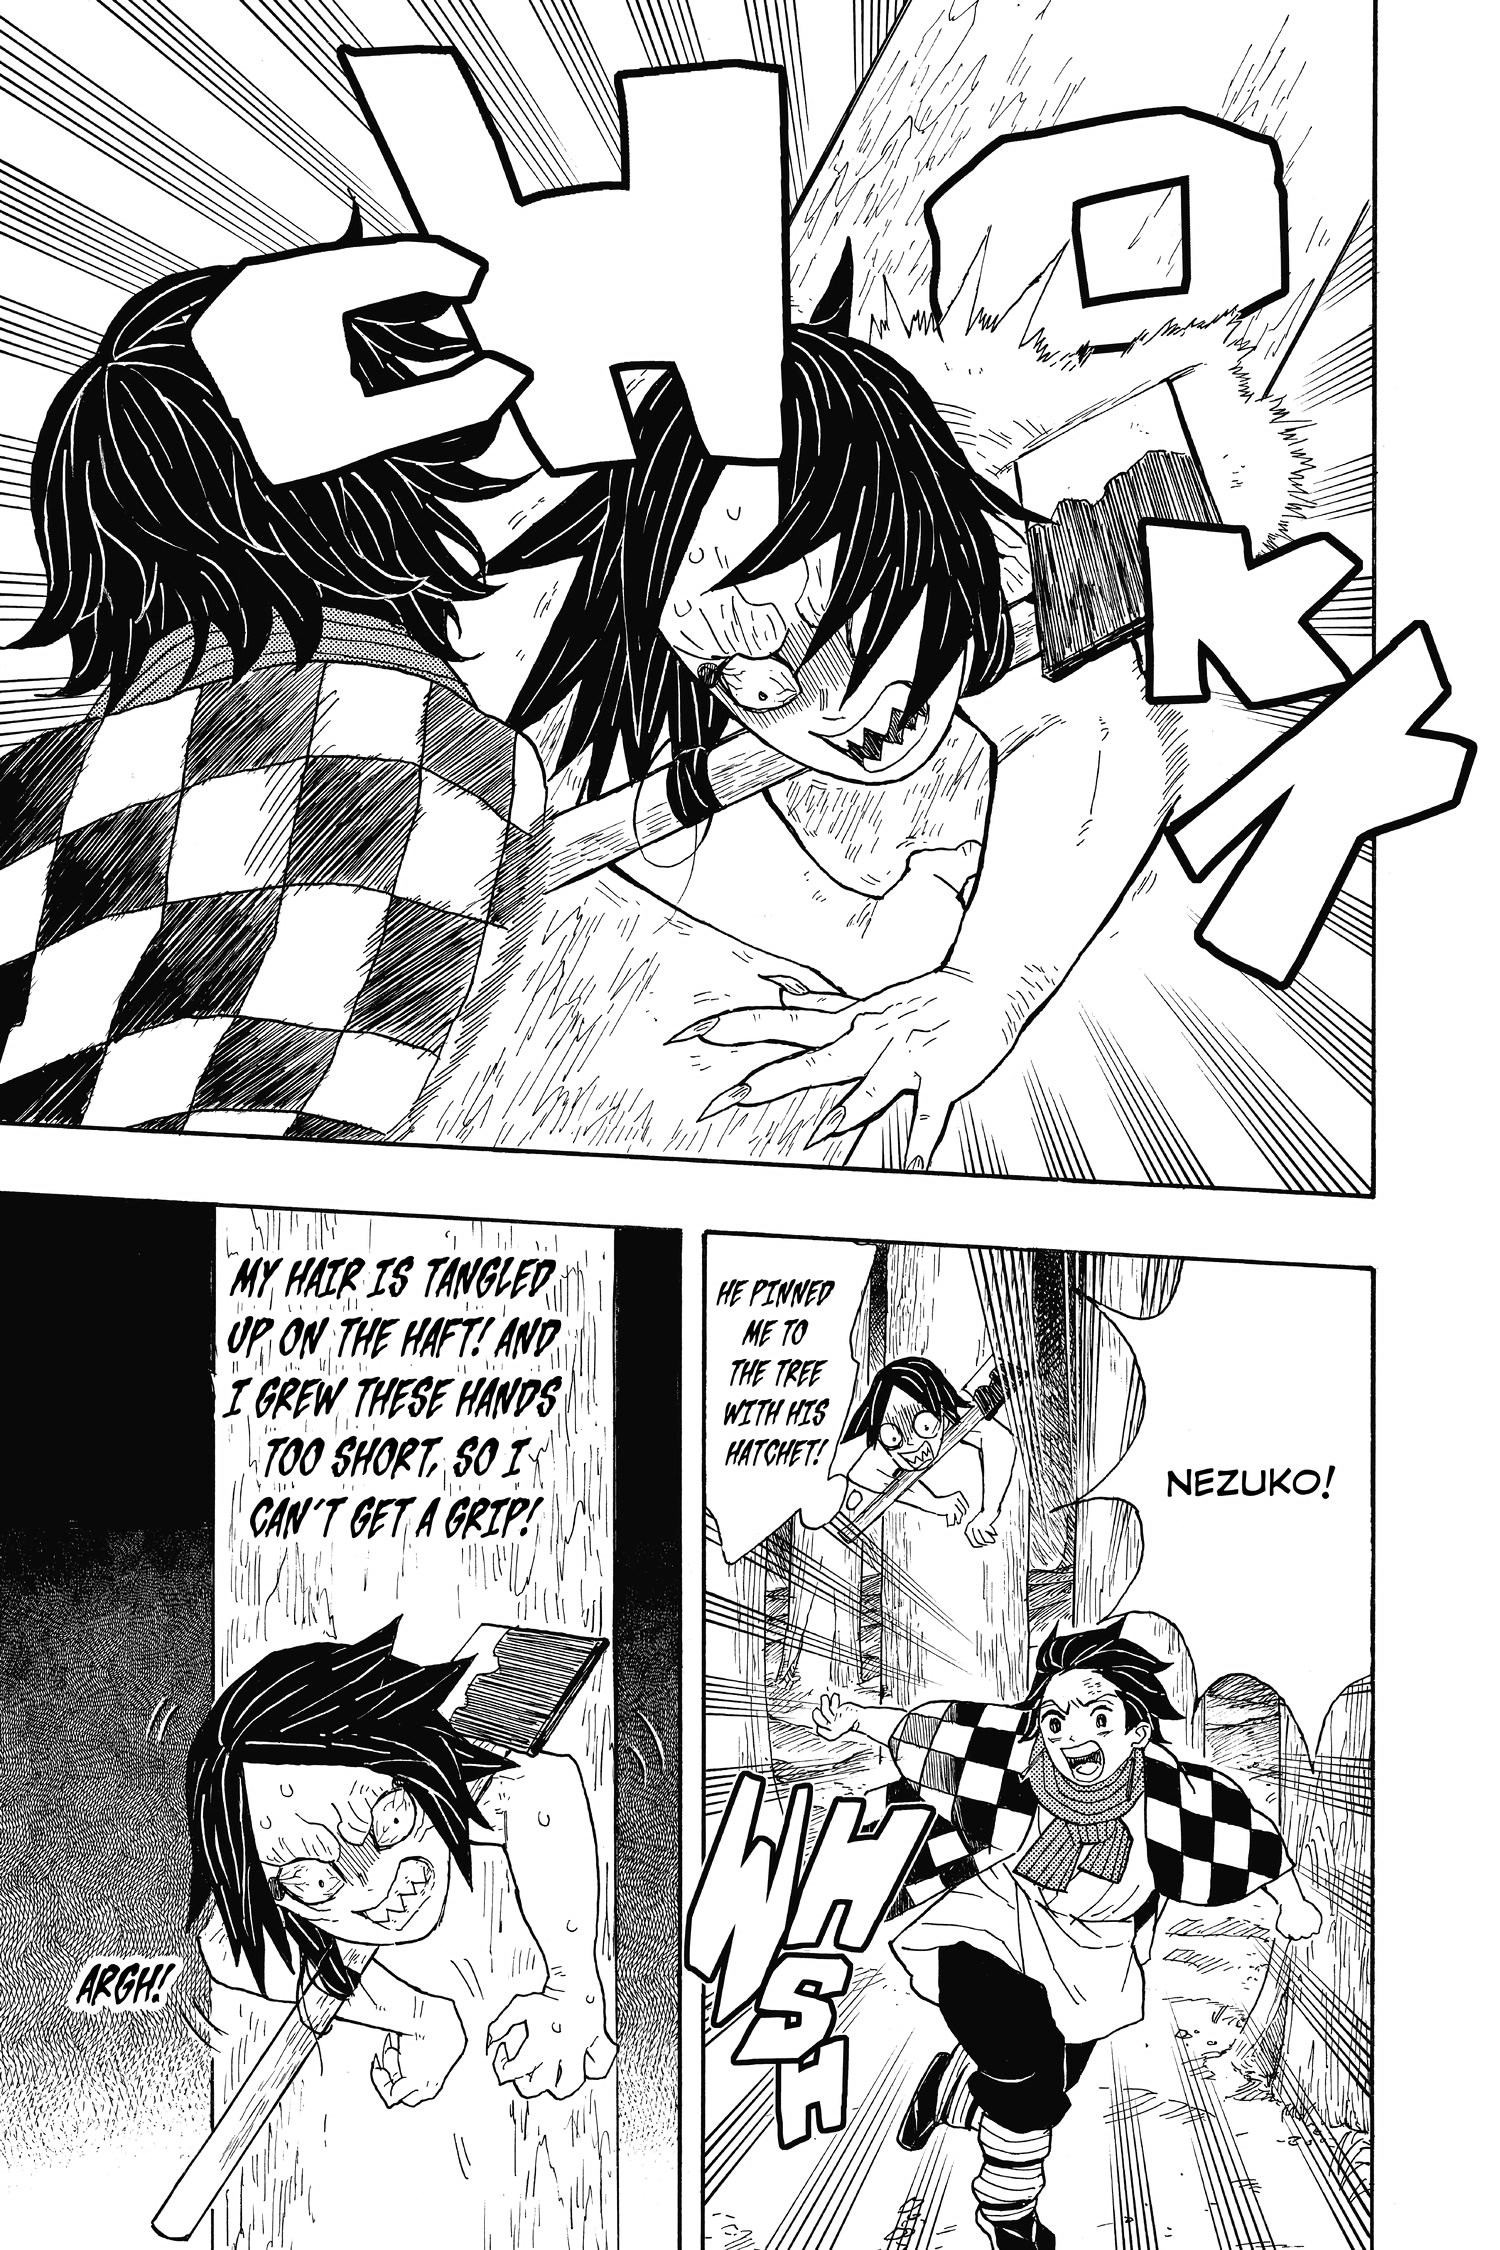 CHOKK
NEZUKO!
HE PINNED
ME TO
THE TREE
WITH HIS
HATCHET!
WHSH
MY HAIR IS TANGLED
UP ON THE HAFT! AND
I GREW THESE HANDS
TOO SHORT, SO I
CAN'T GET A GRIP!
ARGH!